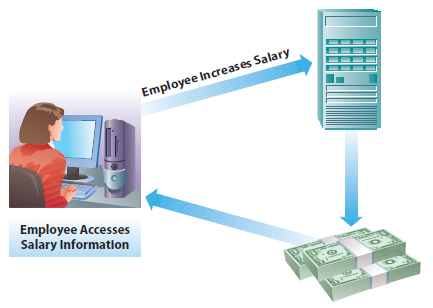 Employee Increases Salary
Employee Accesses
Salary Information